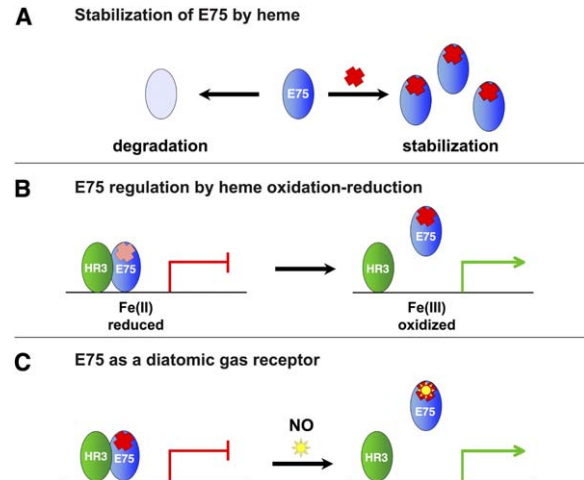 A Stabilization of E75 by heme
E75
degradation stabilization
B E75 regulation by heme oxidation-reduction
E75
HR3 E75 HR3
Fe(II) Fe(III)
reduced oxidized
C E75 as a diatomic gas receptor
E75
NO
HR3 E75 HR3